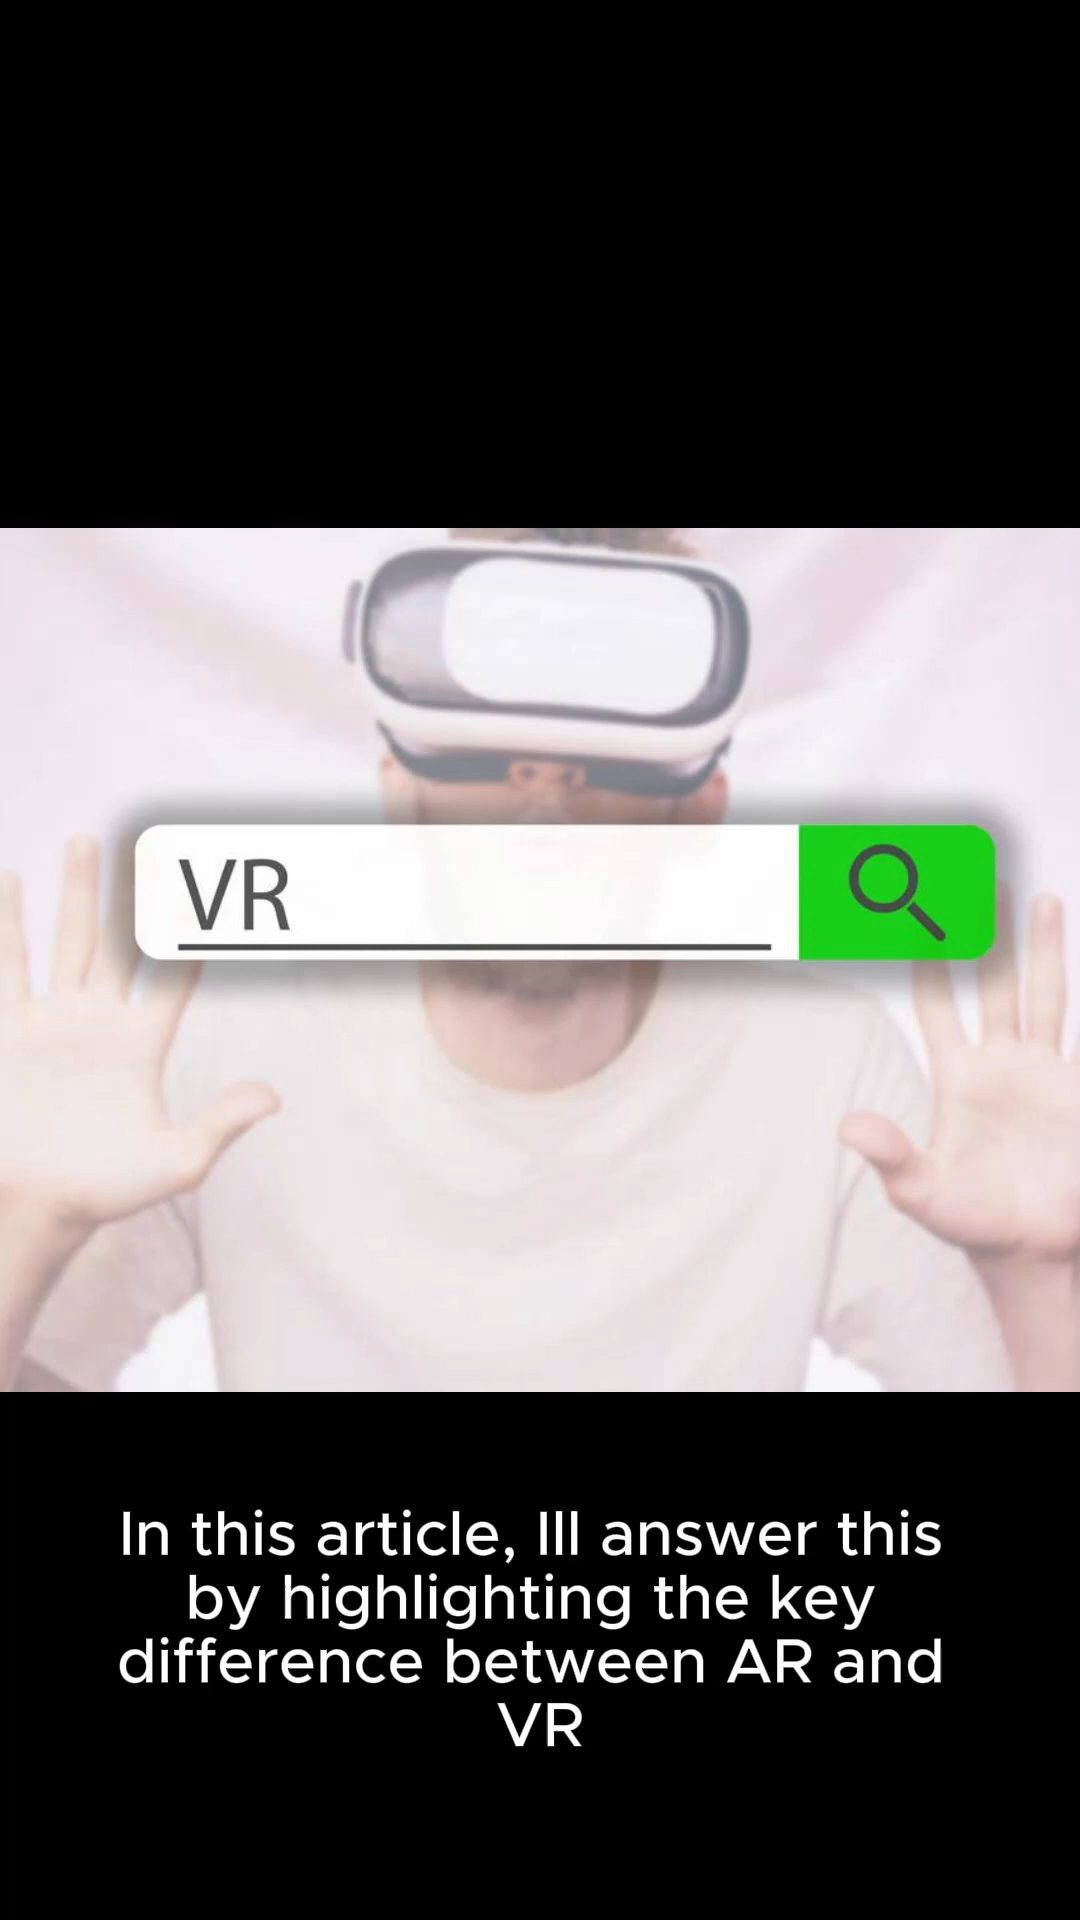 VR
In this article, Ill answer this
by highlighting the key
difference between AR and
VR